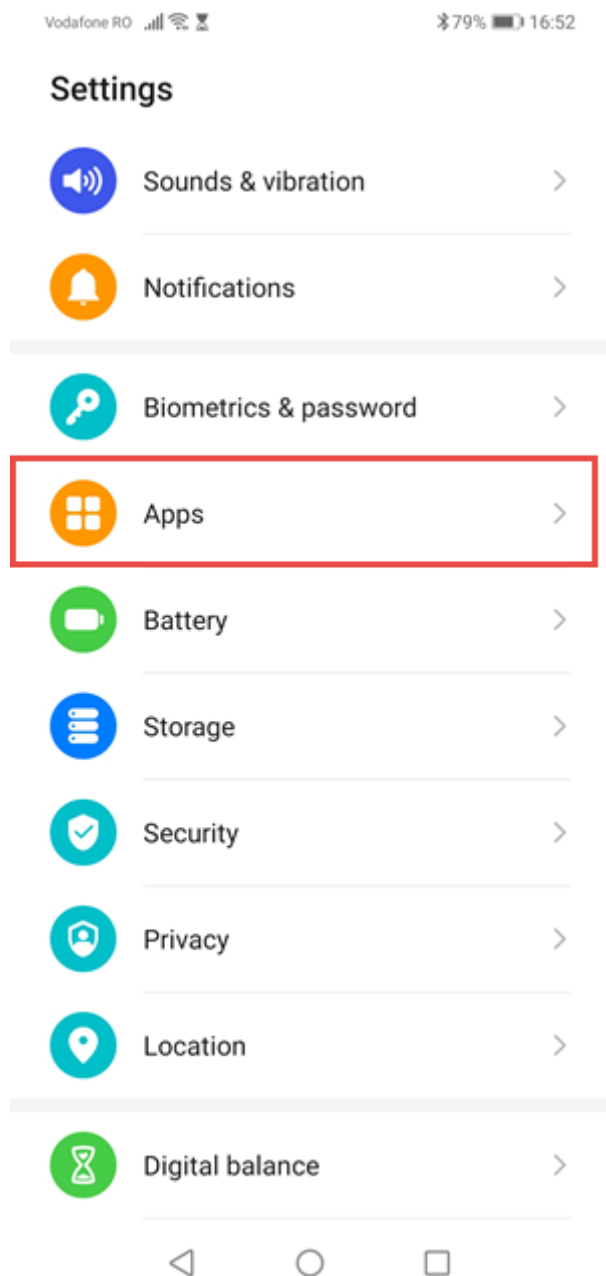 Vodafone RO 79% 16:52
Settings
Sounds & vibration
Notifications
Biometrics & password
Apps
Battery
Storage
Security
Privacy
Location
Digital balance